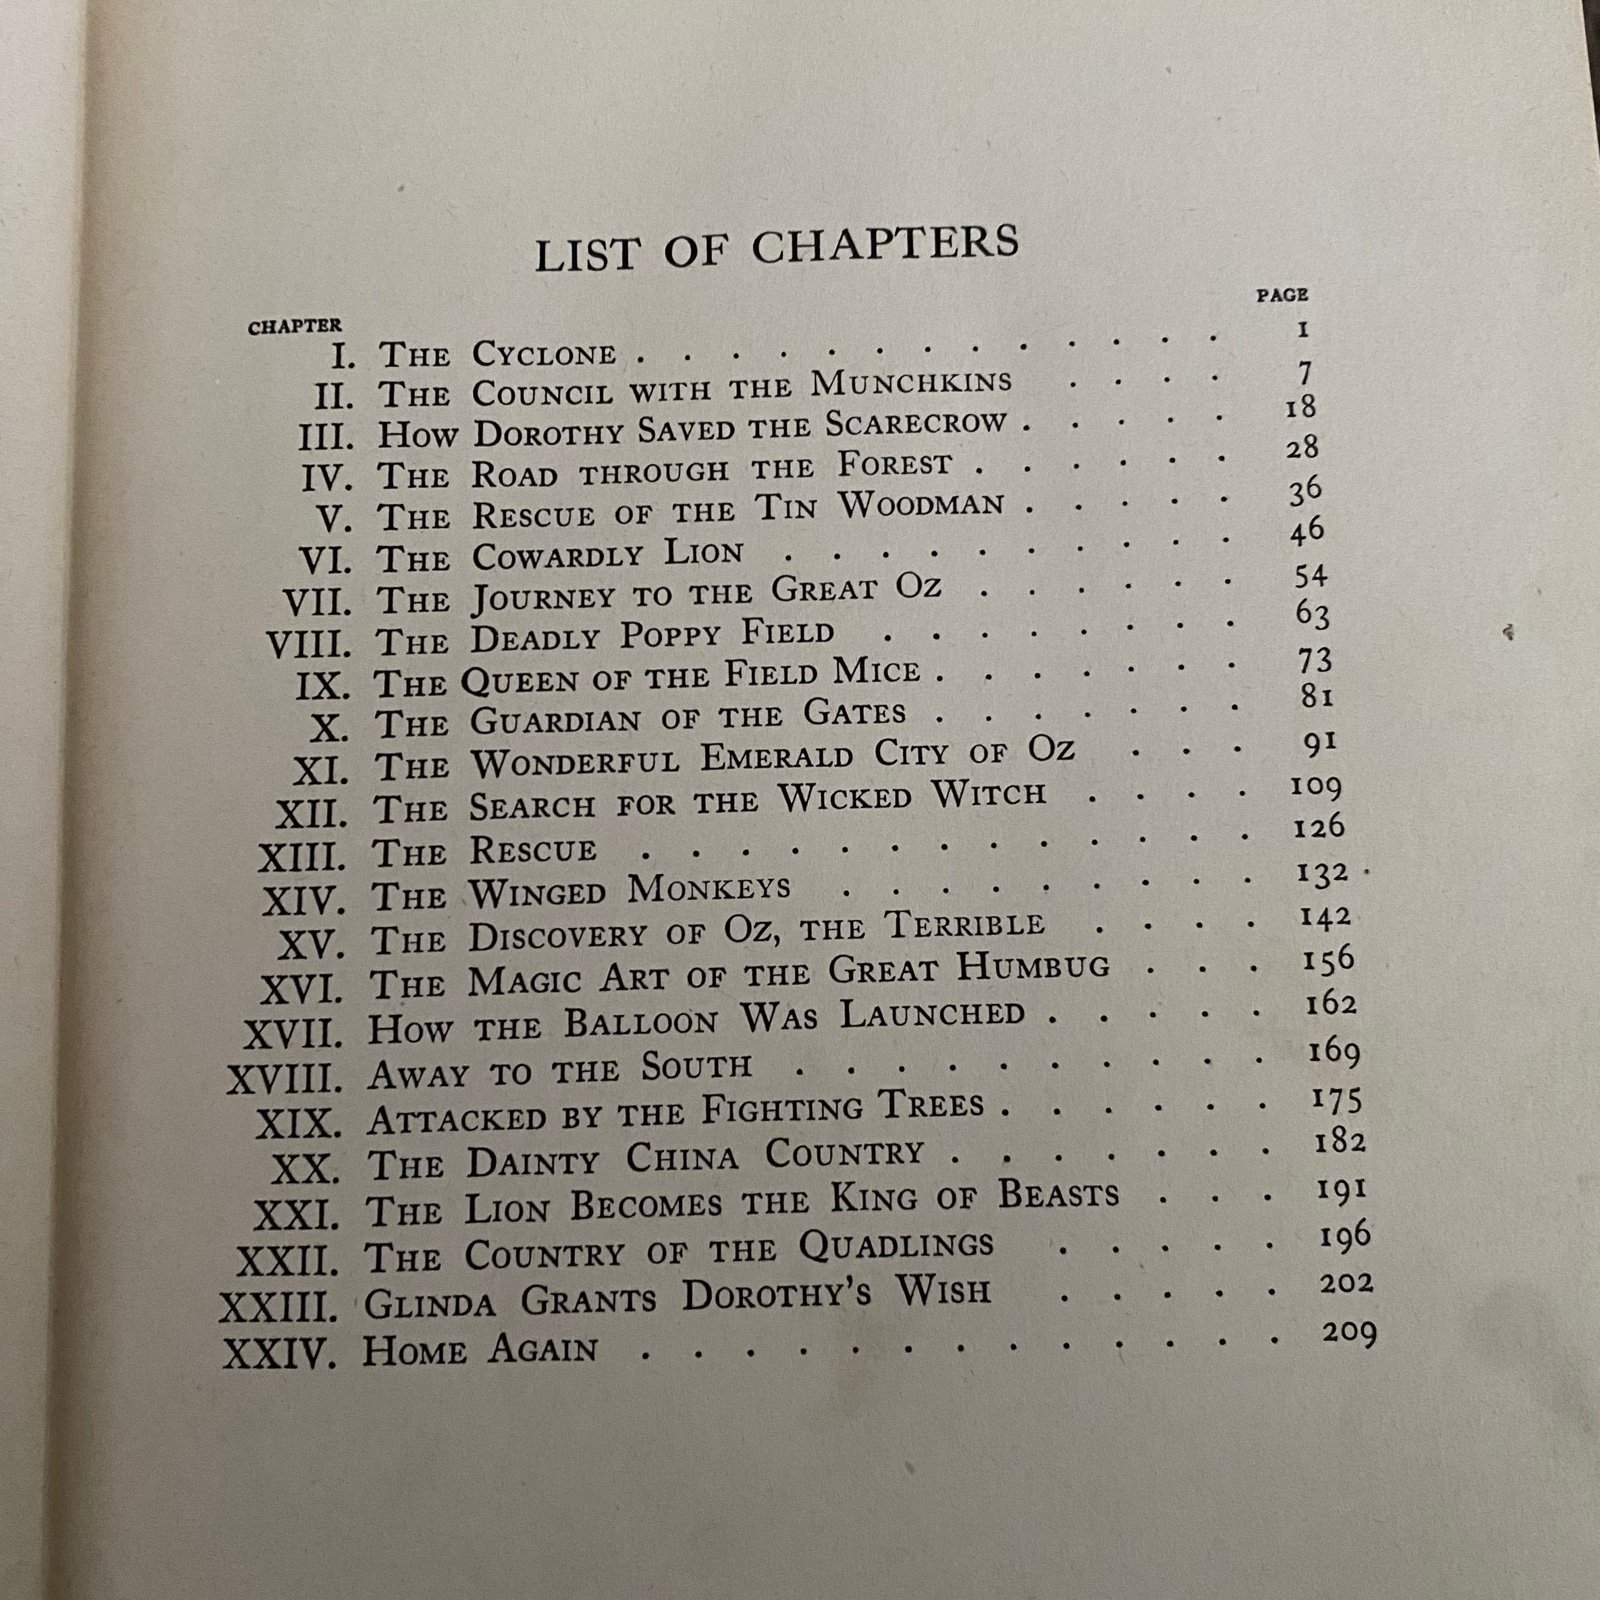 LIST OF CHAPTERS
CHAPTER PAGE
I. THE CYCLONE . . . . . . . . . . . . . 1
II. THE COUNCIL WITH THE MUNCHKINS . . . . 7
III. HOW DOROTHY SAVED THE SCARECROW . . . . . 18
IV. THE ROAD THROUGH THE FOREST . . . . . . 28
V. THE RESCUE OF THE TIN WOODMAN . . . . . 36
VI. THE COWARDLY LION . . . . . . . . . . 46
VII. THE JOURNEY TO THE GREAT OZ . . . . . . 54
VIII. THE DEADLY POPPY FIELD . . . . . . . . 63
IX. THE QUEEN OF THE FIELD MICE . . . . . . . 73
X. THE GUARDIAN OF THE GATES . . . . . . . 81
XI. THE WONDERFUL EMERALD CITY OF OZ . . . 91
XII. THE SEARCH FOR THE WICKED WITCH . . . . 109
XIII. THE RESCUE . . . . . . . . . . . . . 126
XIV. THE WINGED MONKEYS . . . . . . . . . 132
XV. THE DISCOVERY OF OZ, THE TERRIBLE . . . . 142
XVI. THE MAGIC ART OF THE GREAT HUMBUG . . . 156
XVII. HOW THE BALLOON WAS LAUNCHED . . . . . 162
XVIII. AWAY TO THE SOUTH . . . . . . . . . . 169
XIX. ATTACKED BY THE FIGHTING TREES . . . . . . 175
XX. THE DAINTY CHINA COUNTRY . . . . . . . 182
XXI. THE LION BECOMES THE KING OF BEASTS . . . 191
XXII. THE COUNTRY OF THE QUADLINGS . . . . . 196
XXIII. GLINDA GRANTS DOROTHY'S WISH . . . . . 202
XXIV. HOME AGAIN . . . . . . . . . . . . . 209